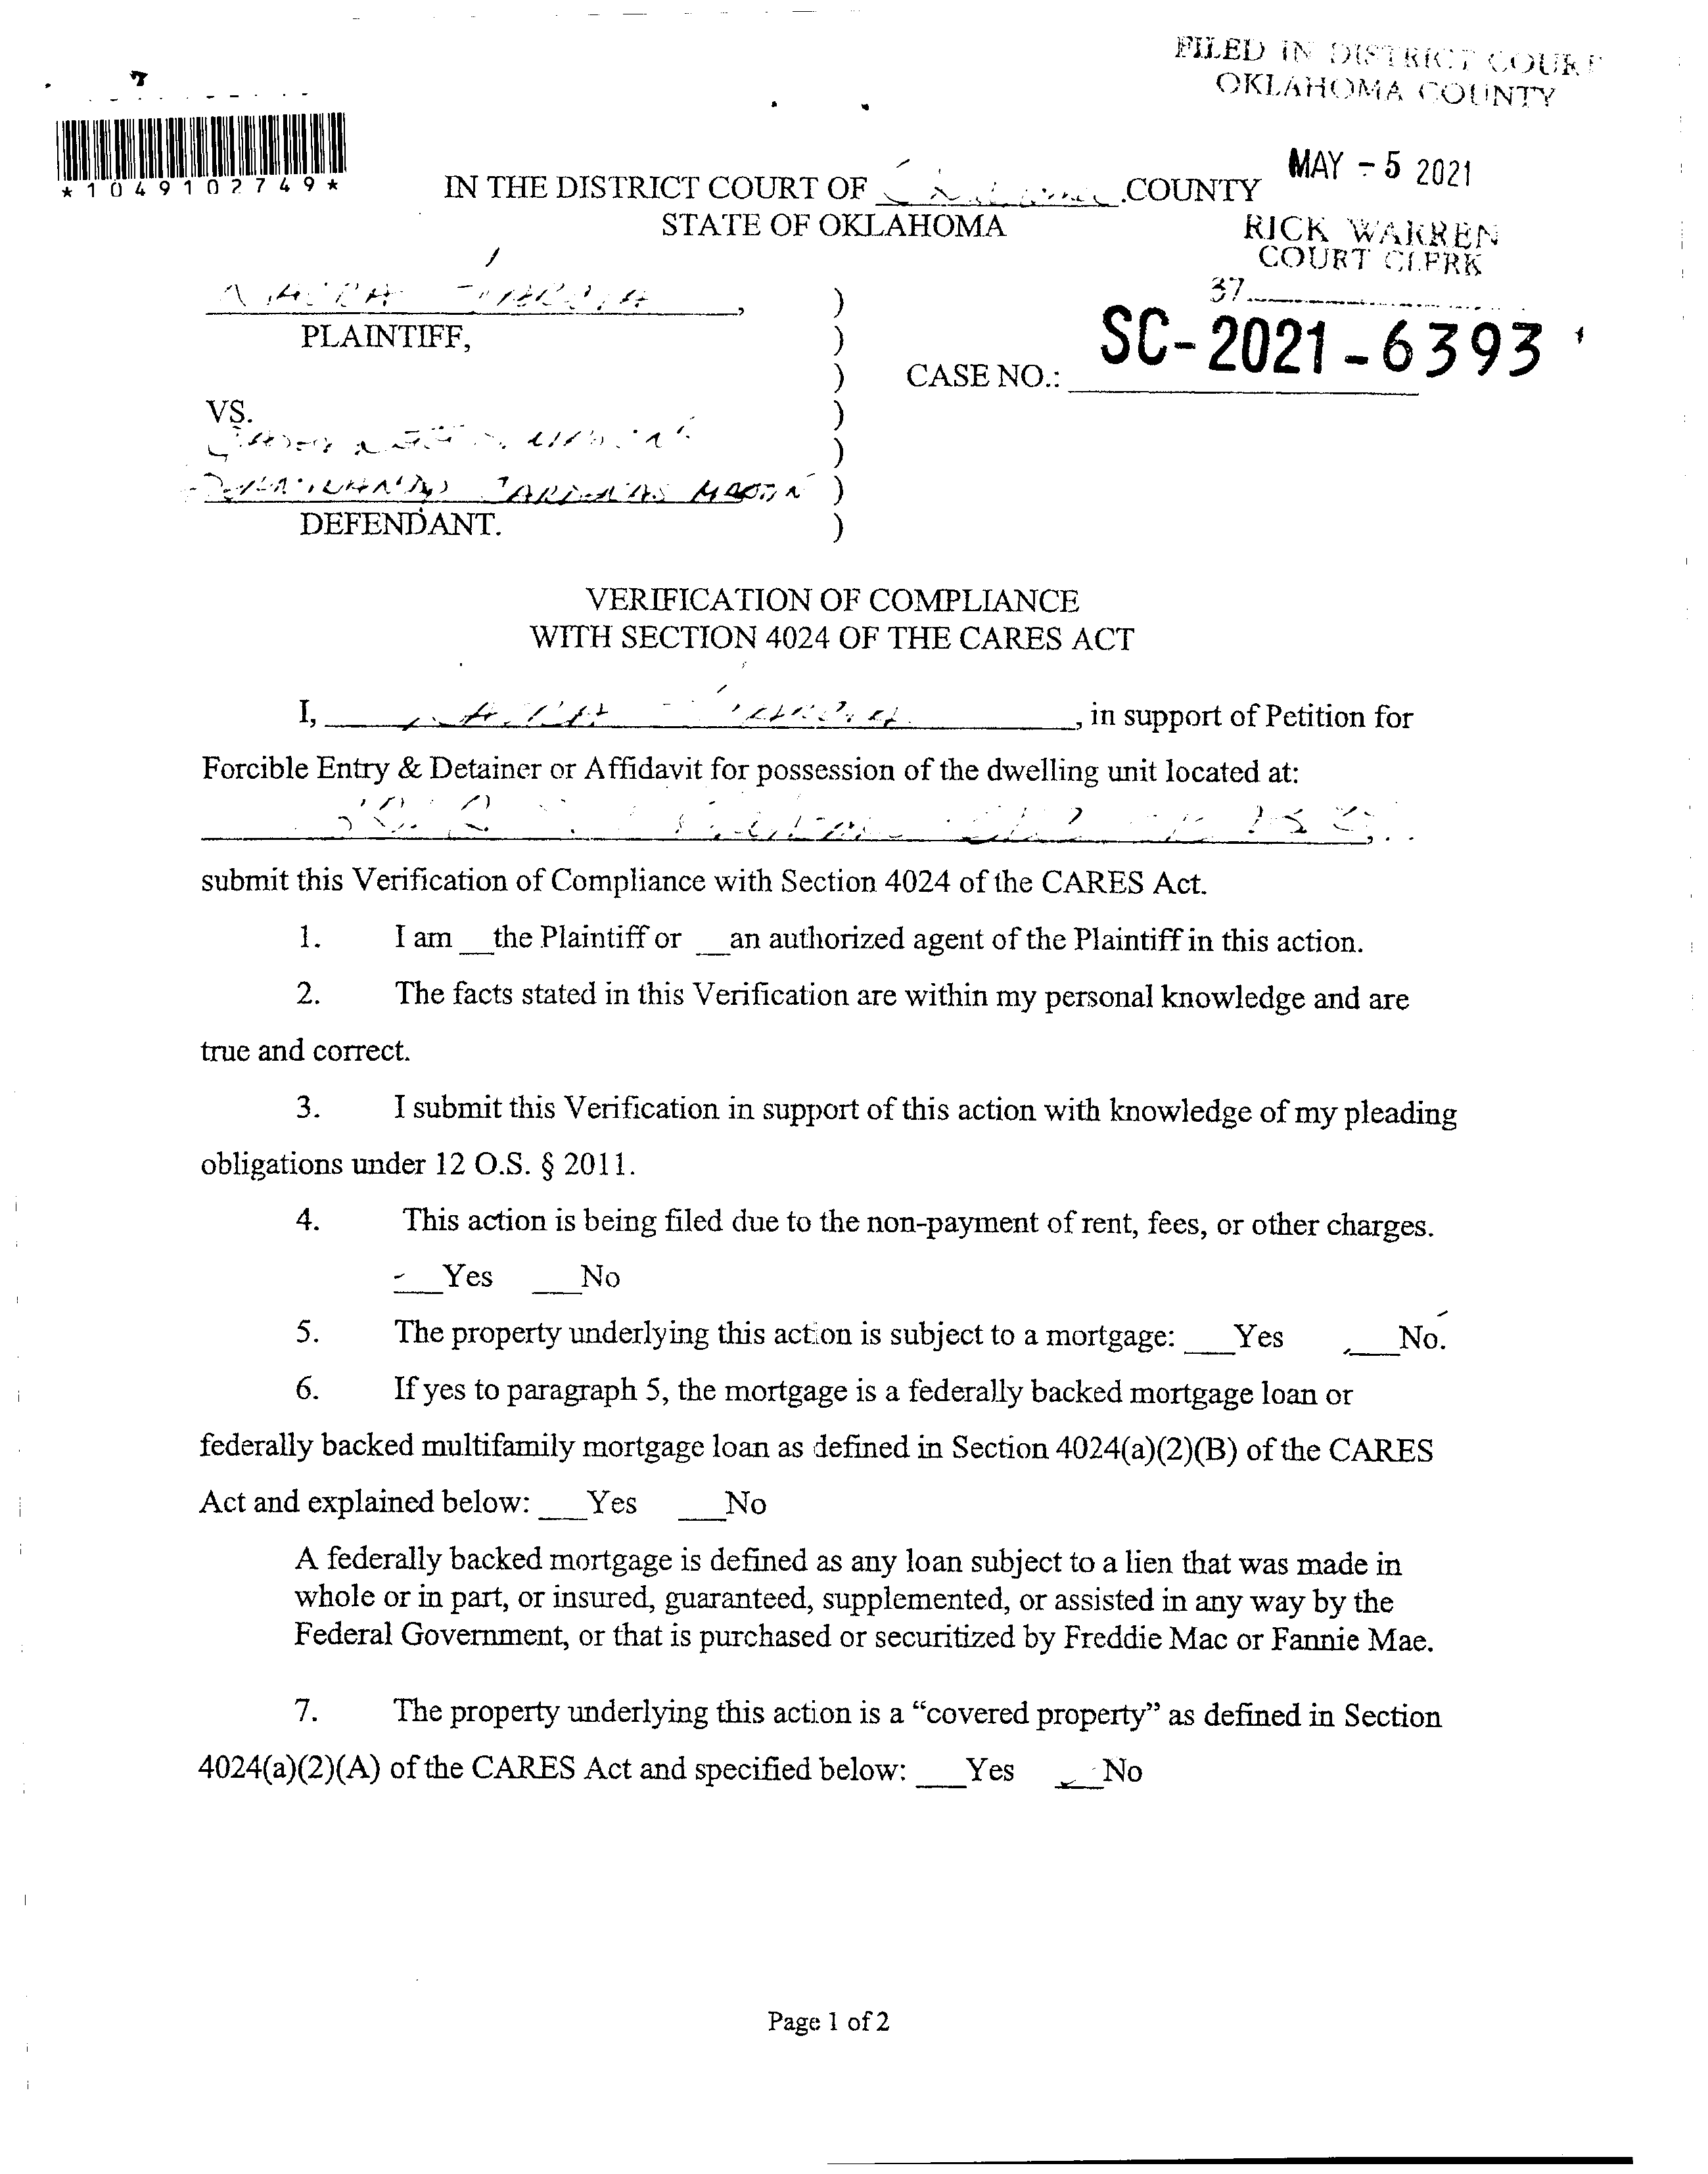 FILED IN DISTRICT COURT
OKLAHOMA COUNTY
MAY - 5 2021
*1049102749*
IN THE DISTRICT COURT OF COUNTY
STATE OF OKLAHOMA
RICK WARREN
COURT CLERK
37
)
PLAINTIFF, )
SC-2021-6393
) CASE NO.:
VS. )
)
)
DEFENDANT. )
VERIFICATION OF COMPLIANCE
WITH SECTION 4024 OF THE CARES ACT
I, , in support of Petition for
Forcible Entry & Detainer or Affidavit for possession of the dwelling unit located at:
submit this Verification of Compliance with Section 4024 of the CARES Act.
1. I am __the Plaintiff or __an authorized agent of the Plaintiff in this action.
2. The facts stated in this Verification are within my personal knowledge and are
true and correct.
3. I submit this Verification in support of this action with knowledge of my pleading
obligations under 12 O.S. § 2011.
4. This action is being filed due to the non-payment of rent, fees, or other charges.
___Yes ___No
5. The property underlying this action is subject to a mortgage: ___Yes ___No.
6. If yes to paragraph 5, the mortgage is a federally backed mortgage loan or
federally backed multifamily mortgage loan as defined in Section 4024(a)(2)(B) of the CARES
Act and explained below: ___Yes ___No
A federally backed mortgage is defined as any loan subject to a lien that was made in
whole or in part, or insured, guaranteed, supplemented, or assisted in any way by the
Federal Government, or that is purchased or securitized by Freddie Mac or Fannie Mae.
7. The property underlying this action is a “covered property” as defined in Section
4024(a)(2)(A) of the CARES Act and specified below: ___Yes ___No
Page 1 of 2